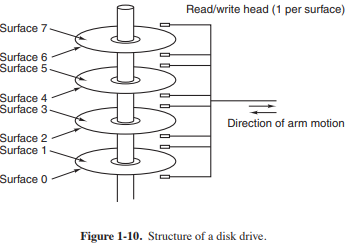 Read/write head (1 per surface)
Surface 7
Surface 6
Surface 5
Surface 4
Surface 3
Direction of arm motion
Surface 2
Surface 1
Surface 0
Figure 1-10. Structure of a disk drive.